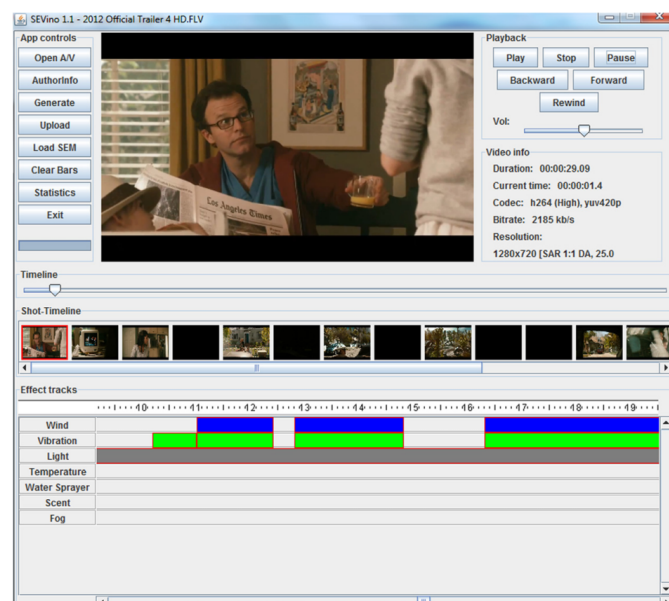 SEVino 1.1 - 2012 Official Trailer 4 HD.FLV
App controls
Open A/V
AuthorInfo
Generate
Upload
Load SEM
Clear Bars
Statistics
Exit
Los Angeles Times
Playback
Play Stop Pause
Backward Forward
Rewind
Vol:
Video info
Duration: 00:00:29.09
Current time: 00:00:01.4
Codec: h264 (High), yuv420p
Bitrate: 2185 kb/s
Resolution:
1280x720 [SAR 1:1 DA, 25.0
Timeline
Shot-Timeline
Effect tracks
10 11 12 13 14 15 16 17 18 19
Wind
Vibration
Light
Temperature
Water Sprayer
Scent
Fog